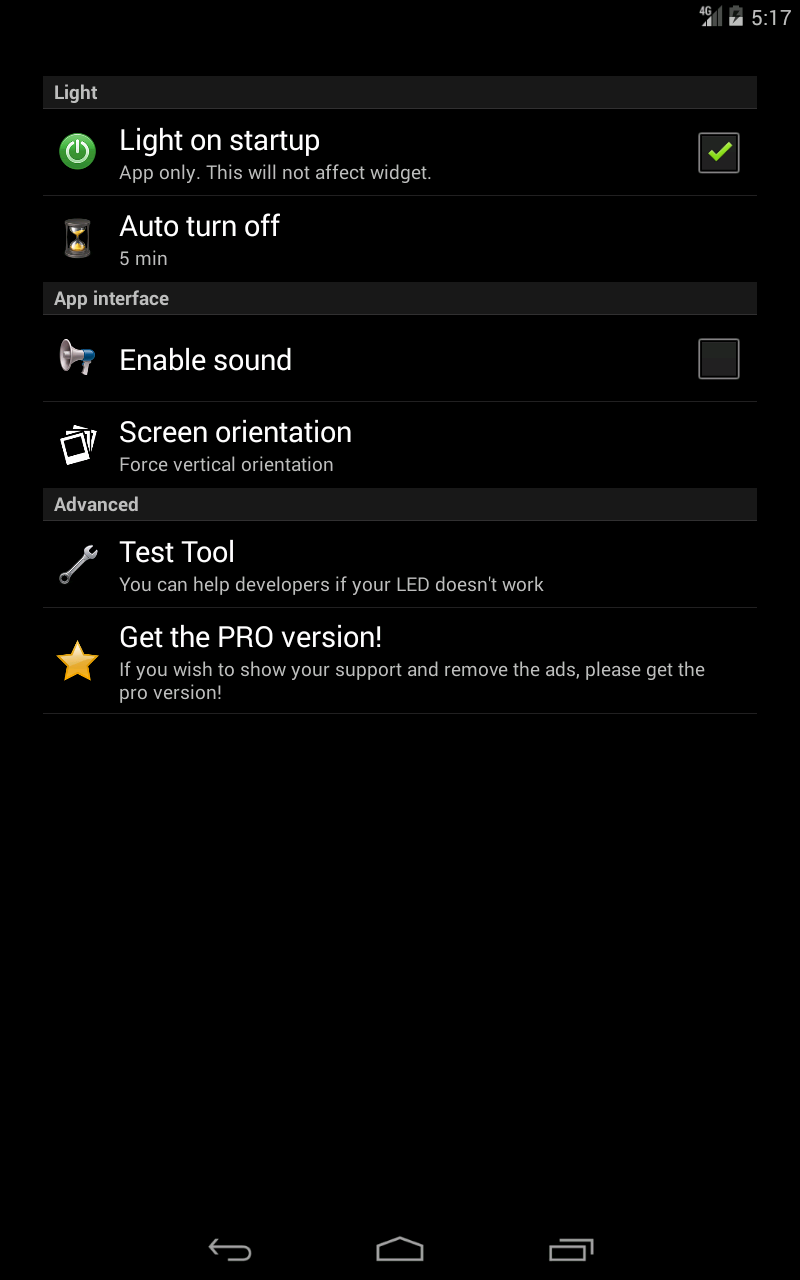 4G 5:17
Light
Light on startup
App only. This will not affect widget.
Auto turn off
5 min
App interface
Enable sound
Screen orientation
Force vertical orientation
Advanced
Test Tool
You can help developers if your LED doesn't work
Get the PRO version!
If you wish to show your support and remove the ads, please get the
pro version!